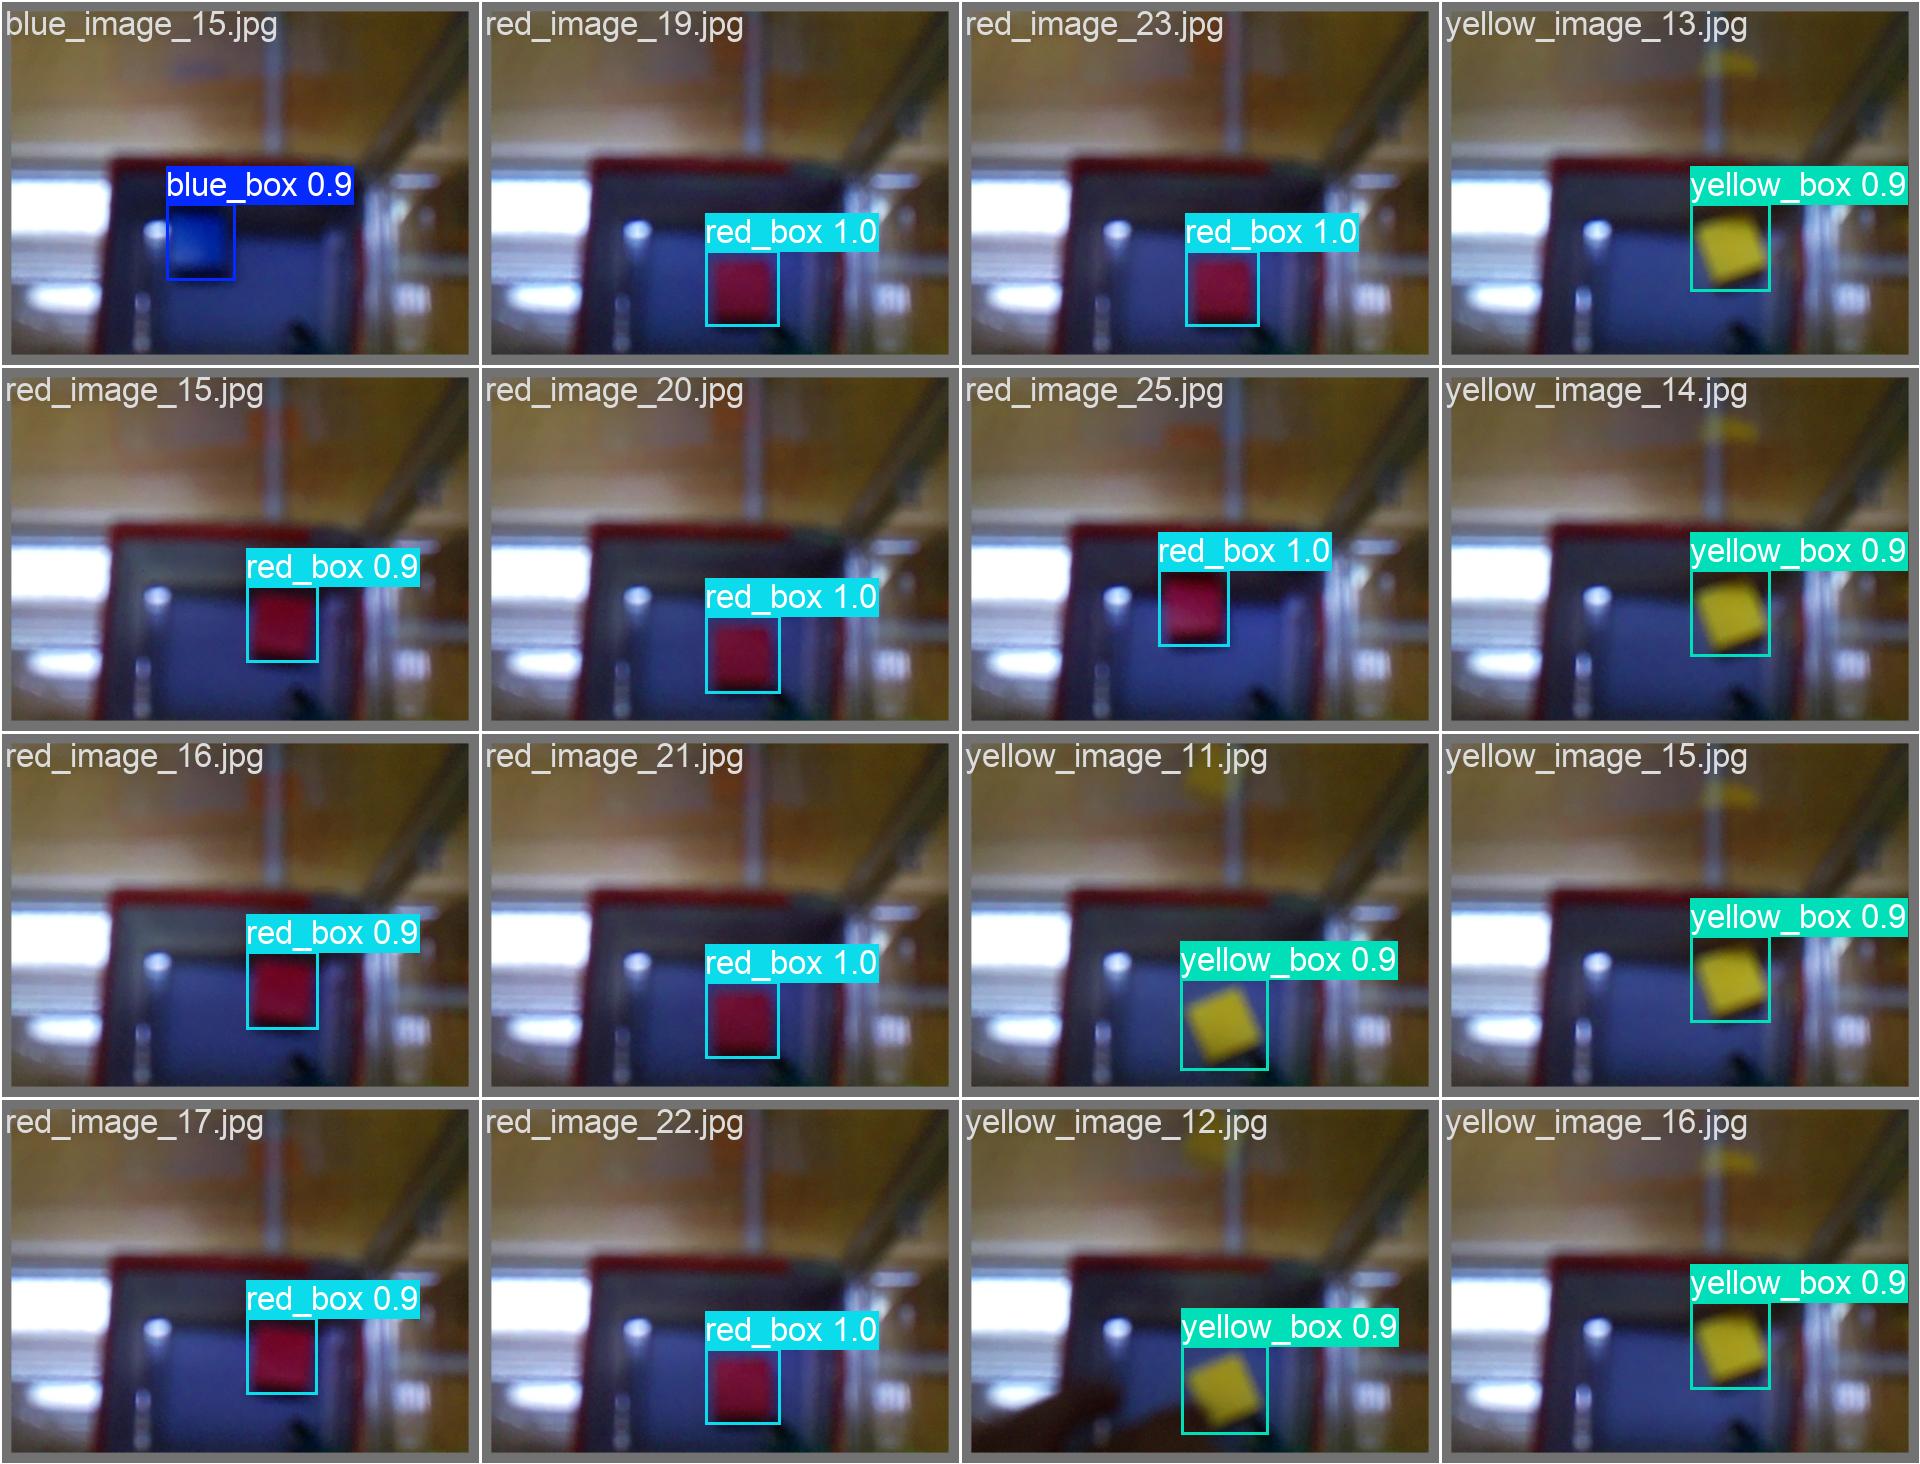 blue_image_15.jpg
blue_box 0.9
red_image_19.jpg
red_box 1.0
red_image_23.jpg
red_box 1.0
yellow_image_13.jpg
yellow_box 0.9
red_image_15.jpg
red_box 0.9
red_image_20.jpg
red_box 1.0
red_image_25.jpg
red_box 1.0
yellow_image_14.jpg
yellow_box 0.9
red_image_16.jpg
red_box 0.9
red_image_21.jpg
red_box 1.0
yellow_image_11.jpg
yellow_box 0.9
yellow_image_15.jpg
yellow_box 0.9
red_image_17.jpg
red_box 0.9
red_image_22.jpg
red_box 1.0
yellow_image_12.jpg
yellow_box 0.9
yellow_image_16.jpg
yellow_box 0.9